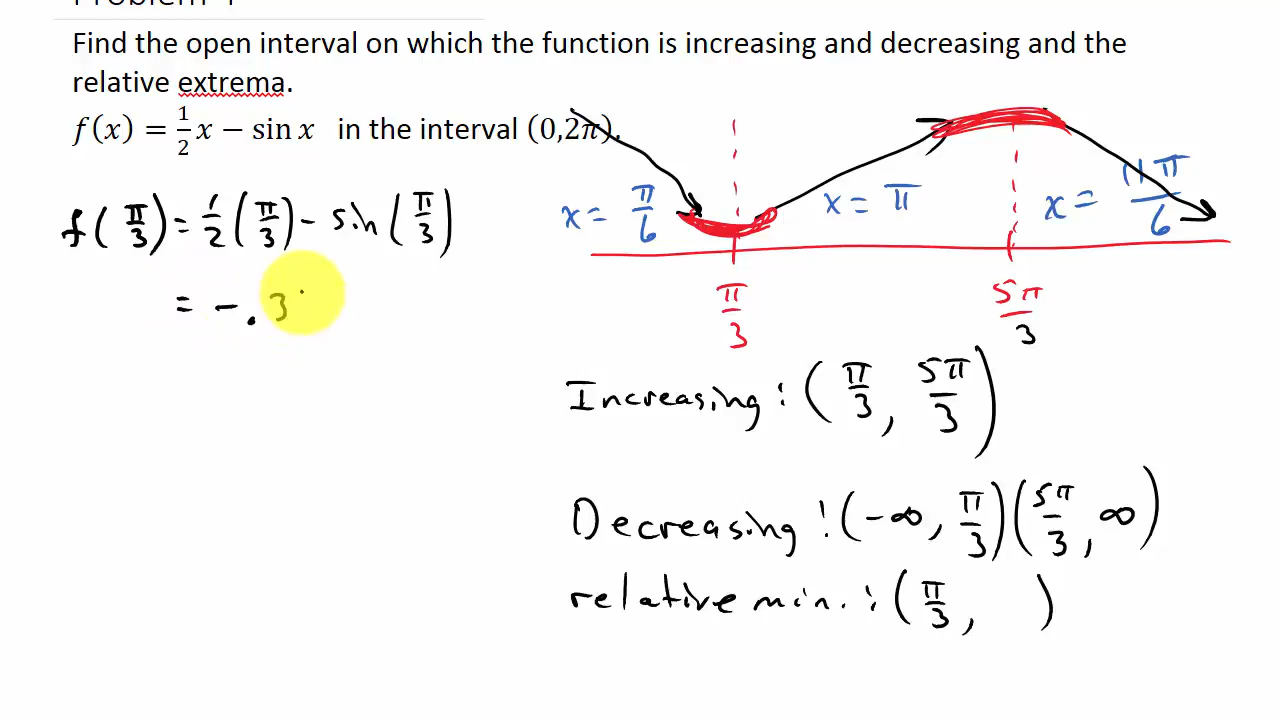 Problem 4
Find the open interval on which the function is increasing and decreasing and the
relative extrema.
f(x) = 1/2 x − sin x in the interval (0,2π).
f(π/3) = 1/2 (π/3) − sin(π/3)
= −.3
x = π/6
x = π
x = 11π/6
π/3
5π/3
Increasing: (π/3, 5π/3)
Decreasing: (−∞, π/3)(5π/3, ∞)
relative min.: (π/3, )